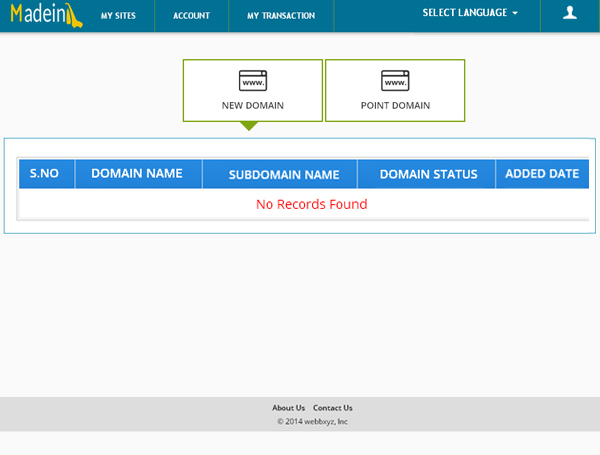 Madein
MY SITES ACCOUNT MY TRANSACTION SELECT LANGUAGE
www. www.
NEW DOMAIN POINT DOMAIN
S.NO DOMAIN NAME SUBDOMAIN NAME DOMAIN STATUS ADDED DATE
No Records Found
About Us Contact Us
© 2014 webbxyz, Inc